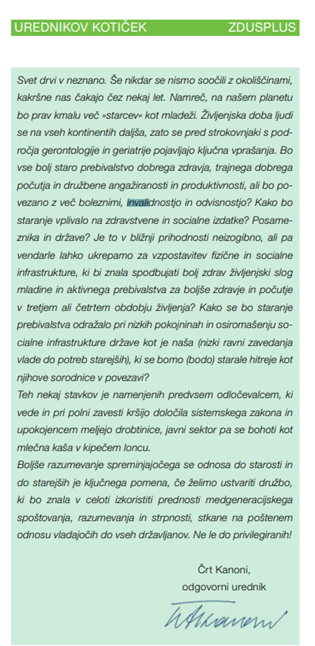 UREDNIKOV KOTIČEK ZDUSPLUS
Svet drvi v neznano. Še nikdar se nismo soočili z okoliščinami,
kakršne nas čakajo čez nekaj let. Namreč, na našem planetu
bo prav kmalu več »starcev« kot mladeži. Življenjska doba ljudi
se na vseh kontinentih daljša, zato se pred strokovnjaki s pod-
ročja gerontologije in geriatrije pojavljajo ključna vprašanja. Bo
vse bolj staro prebivalstvo dobrega zdravja, trajnega dobrega
počutja in družbene angažiranosti in produktivnosti, ali bo po-
vezano z več boleznimi, invalidnostjo in odvisnostjo? Kako bo
staranje vplivalo na zdravstvene in socialne izdatke? Posame-
znika in države? Je to v bližnji prihodnosti neizogibno, ali pa
vendarle lahko ukrepamo za vzpostavitev fizične in socialne
infrastrukture, ki bi znala spodbujati bolj zdrav življenjski slog
mladine in aktivnega prebivalstva za boljše zdravje in počutje
v tretjem ali četrtem obdobju življenja? Kako se bo staranje
prebivalstva odražalo pri nizkih pokojninah in osiromašenju so-
cialne infrastrukture države kot je naša (nizki ravni zavedanja
vlade do potreb starejših), ki se bomo (bodo) starale hitreje kot
njihove sorodnice v povezavi?
Teh nekaj stavkov je namenjenih predvsem odločevalcem, ki
vede in pri polni zavesti kršijo določila sistemskega zakona in
upokojencem meljejo drobtinice, javni sektor pa se bohoti kot
mlečna kaša v kipečem loncu.
Boljše razumevanje spreminjajočega se odnosa do starosti in
do starejših je ključnega pomena, če želimo ustvariti družbo,
ki bo znala v celoti izkoristiti prednosti medgeneracijskega
spoštovanja, razumevanja in strpnosti, stkane na poštenem
odnosu vladajočih do vseh državljanov. Ne le do privilegiranih!
Črt Kanoni,
odgovorni urednik